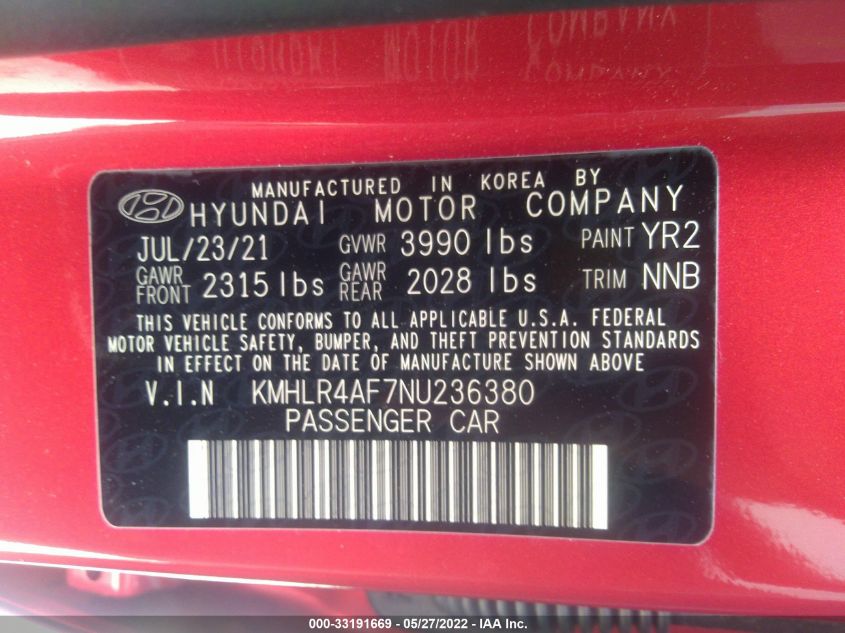 MANUFACTURED IN KOREA BY
HYUNDAI MOTOR COMPANY
JUL/23/21 GVWR 3990 lbs PAINT YR2
GAWR FRONT 2315 lbs GAWR REAR 2028 lbs TRIM NNB
THIS VEHICLE CONFORMS TO ALL APPLICABLE U.S.A. FEDERAL
MOTOR VEHICLE SAFETY, BUMPER, AND THEFT PREVENTION STANDARDS
IN EFFECT ON THE DATE OF MANUFACTURE SHOWN ABOVE
V.I.N KMHLR4AF7NU236380
PASSENGER CAR
000-33191669 - 05/27/2022 - IAA Inc.